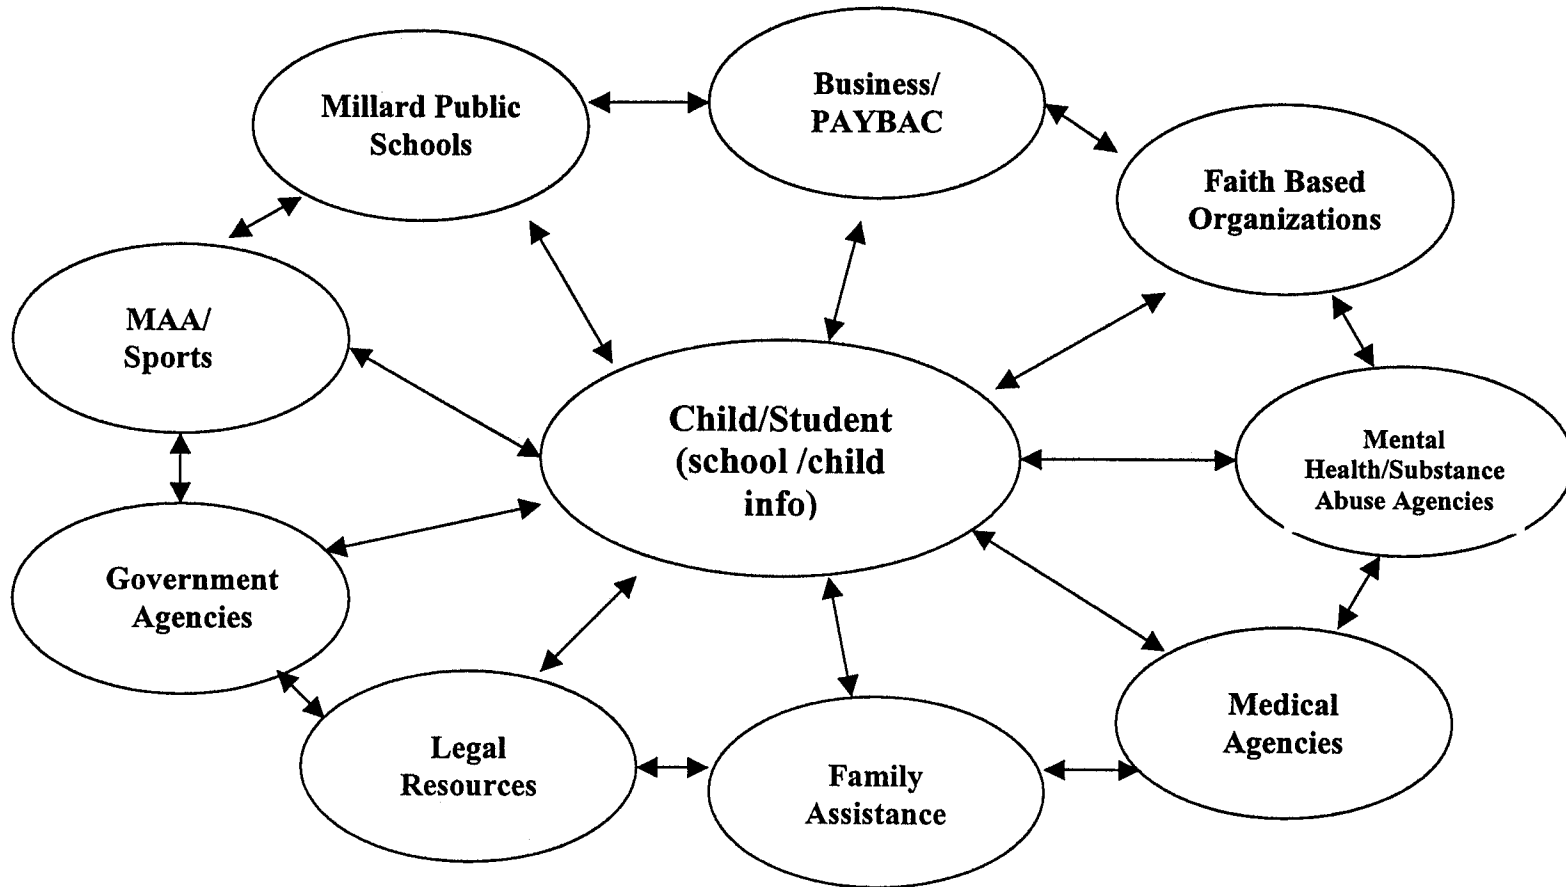 Millard Public
Schools
Business/
PAYBAC
Faith Based
Organizations
MAA/
Sports
Child/Student
(school /child
info)
Mental
Health/Substance
Abuse Agencies
Government
Agencies
Legal
Resources
Family
Assistance
Medical
Agencies